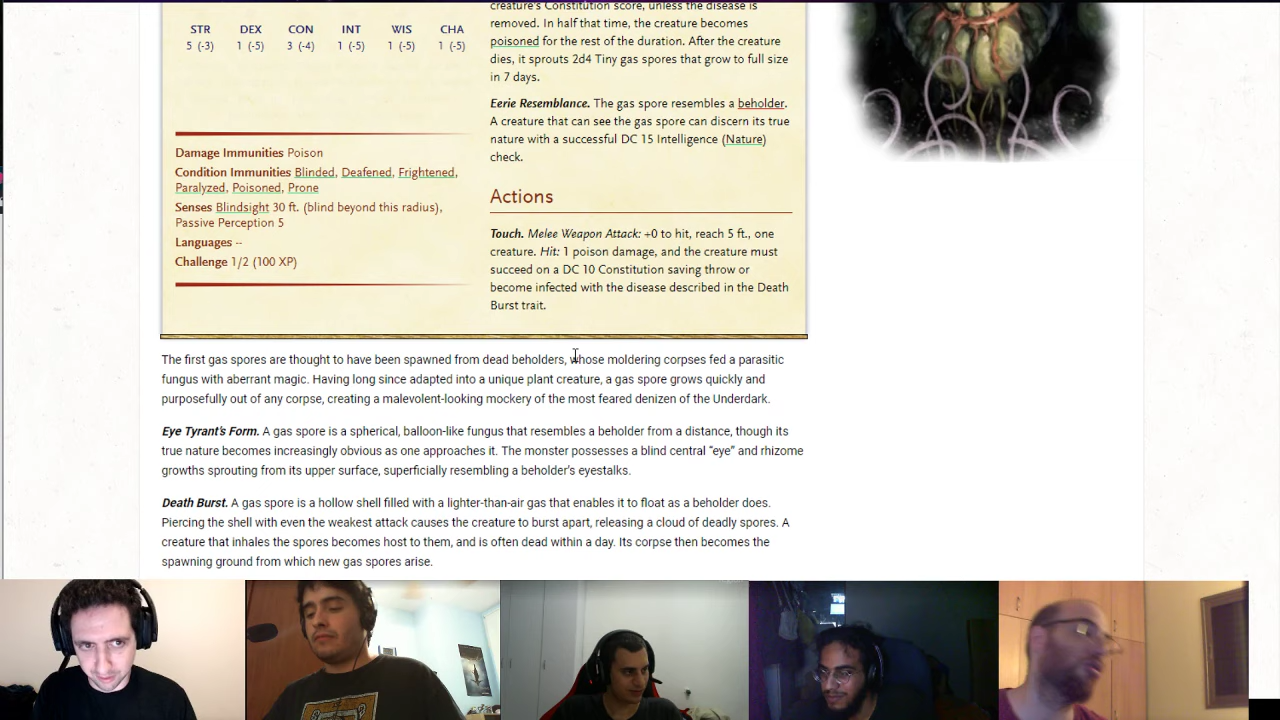 STR DEX CON INT WIS CHA
5 (-3) 1 (-5) 3 (-4) 1 (-5) 1 (-5) 1 (-5)
Damage Immunities Poison
Condition Immunities Blinded, Deafened, Frightened,
Paralyzed, Poisoned, Prone
Senses Blindsight 30 ft. (blind beyond this radius),
Passive Perception 5
Languages --
Challenge 1/2 (100 XP)
creature's Constitution score, unless the disease is
removed. In half that time, the creature becomes
poisoned for the rest of the duration. After the creature
dies, it sprouts 2d4 Tiny gas spores that grow to full size
in 7 days.
Eerie Resemblance. The gas spore resembles a beholder.
A creature that can see the gas spore can discern its true
nature with a successful DC 15 Intelligence (Nature)
check.
Actions
Touch. Melee Weapon Attack: +0 to hit, reach 5 ft., one
creature. Hit: 1 poison damage, and the creature must
succeed on a DC 10 Constitution saving throw or
become infected with the disease described in the Death
Burst trait.
The first gas spores are thought to have been spawned from dead beholders, whose moldering corpses fed a parasitic
fungus with aberrant magic. Having long since adapted into a unique plant creature, a gas spore grows quickly and
purposefully out of any corpse, creating a malevolent-looking mockery of the most feared denizen of the Underdark.
Eye Tyrant's Form. A gas spore is a spherical, balloon-like fungus that resembles a beholder from a distance, though its
true nature becomes increasingly obvious as one approaches it. The monster possesses a blind central “eye” and rhizome
growths sprouting from its upper surface, superficially resembling a beholder's eyestalks.
Death Burst. A gas spore is a hollow shell filled with a lighter-than-air gas that enables it to float as a beholder does.
Piercing the shell with even the weakest attack causes the creature to burst apart, releasing a cloud of deadly spores. A
creature that inhales the spores becomes host to them, and is often dead within a day. Its corpse then becomes the
spawning ground from which new gas spores arise.